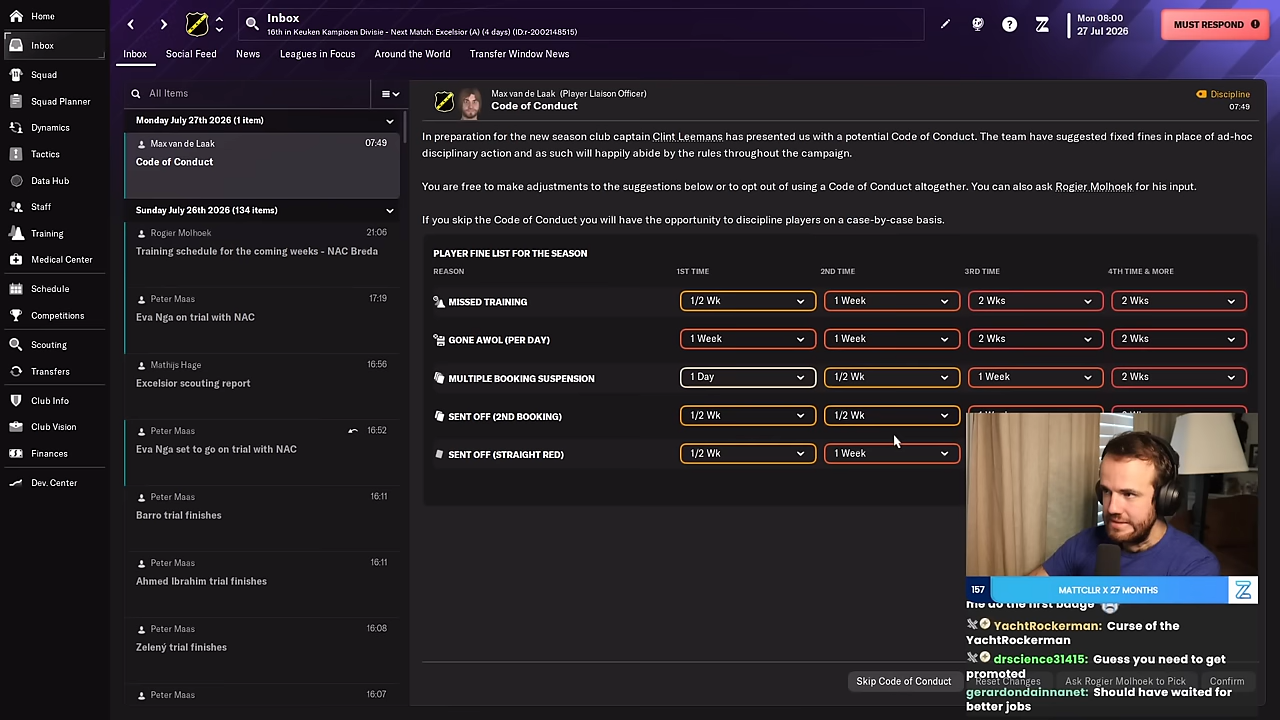 Home
Inbox
Squad
Squad Planner
Dynamics
Tactics
Data Hub
Staff
Training
Medical Center
Schedule
Competitions
Scouting
Transfers
Club Info
Club Vision
Finances
Dev. Center
Inbox
16th in Keuken Kampioen Divisie - Next Match: Excelsior (A) (4 days) (ID:r-2002148515)
Mon 08:00
27 Jul 2026
MUST RESPOND
Inbox
Social Feed
News
Leagues in Focus
Around the World
Transfer Window News
All Items
Monday July 27th 2026 (1 item)
Max van de Laak
07:49
Code of Conduct
Sunday July 26th 2026 (134 items)
Rogier Molhoek
21:06
Training schedule for the coming weeks - NAC Breda
Peter Maas
17:19
Eva Nga on trial with NAC
Mathijs Hage
16:56
Excelsior scouting report
Peter Maas
16:52
Eva Nga set to go on trial with NAC
Peter Maas
16:11
Barro trial finishes
Peter Maas
16:11
Ahmed Ibrahim trial finishes
Peter Maas
16:08
Zelený trial finishes
Peter Maas
16:07
Max van de Laak (Player Liaison Officer)
Code of Conduct
Discipline
07:49
In preparation for the new season club captain Clint Leemans has presented us with a potential Code of Conduct. The team have suggested fixed fines in place of ad-hoc
disciplinary action and as such will happily abide by the rules throughout the campaign.
You are free to make adjustments to the suggestions below or to opt out of using a Code of Conduct altogether. You can also ask Rogier Molhoek for his input.
If you skip the Code of Conduct you will have the opportunity to discipline players on a case-by-case basis.
PLAYER FINE LIST FOR THE SEASON
REASON 1ST TIME 2ND TIME 3RD TIME 4TH TIME & MORE
MISSED TRAINING 1/2 Wk 1 Week 2 Wks 2 Wks
GONE AWOL (PER DAY) 1 Week 1 Week 2 Wks 2 Wks
MULTIPLE BOOKING SUSPENSION 1 Day 1/2 Wk 1 Week 2 Wks
SENT OFF (2ND BOOKING) 1/2 Wk 1/2 Wk
SENT OFF (STRAIGHT RED) 1/2 Wk 1 Week
157 MATTCLLR X 27 MONTHS
me do the first badge
YachtRockerman: Curse of the
YachtRockerman
drscience31415: Guess you need to get
promoted
gerardondainnanet: Should have waited for
better jobs
Skip Code of Conduct
Reset Changes
Ask Rogier Molhoek to Pick
Confirm